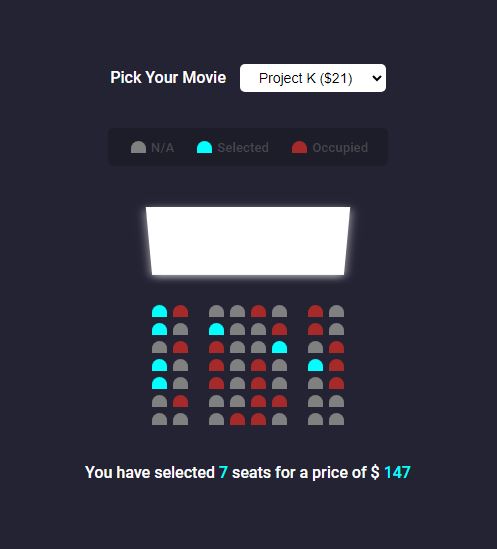 Pick Your Movie Project K ($21)
N/A Selected Occupied
You have selected 7 seats for a price of $ 147